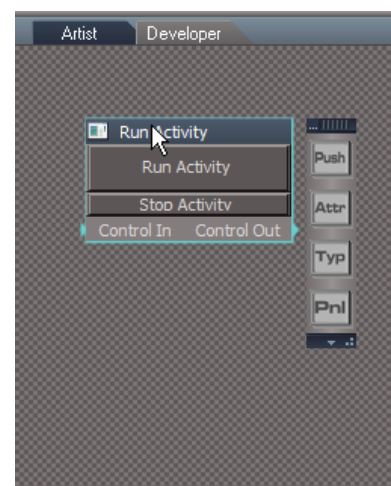 Artist Developer
Run Activity
Run Activity
Stop Activity
Control In Control Out
Push
Attr
Typ
Pnl